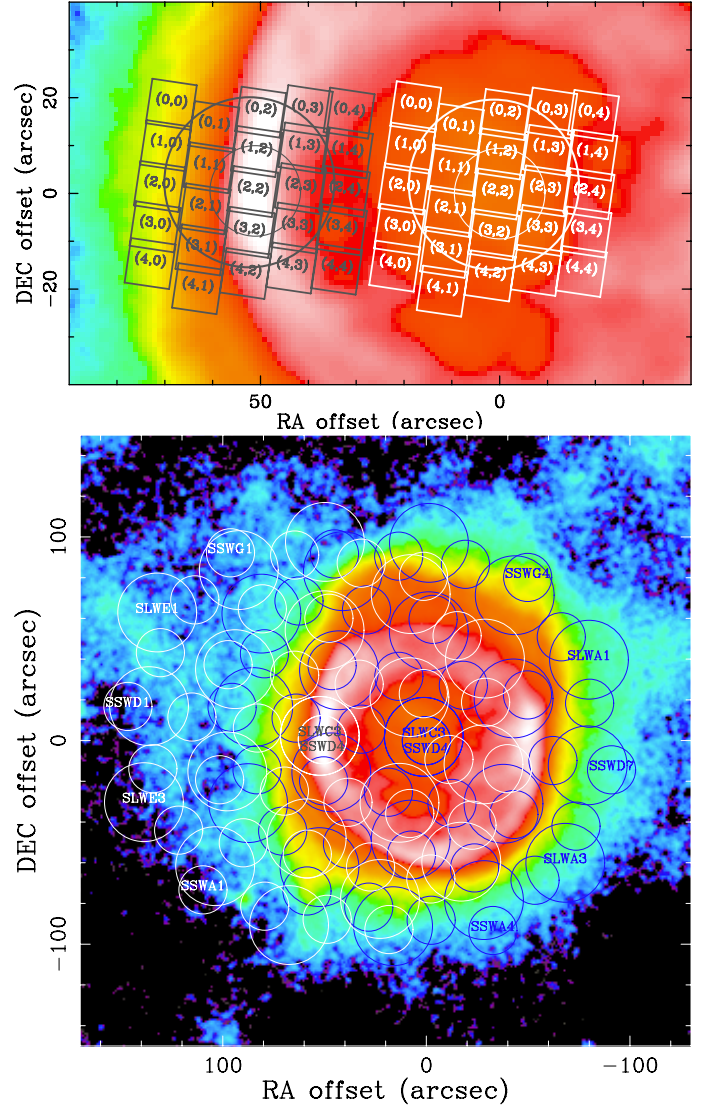 (0,0) (0,2) (0,3) (0,4) (0,0) (0,2) (0,3) (0,4)
(0,1) (0,1)
(1,0) (1,2) (1,3) (1,4) (1,0) (1,2) (1,3) (1,4)
(1,1) (1,1)
(2,0) (2,2) (2,3) (2,4) (2,0) (2,2) (2,3) (2,4)
(2,1) (2,1)
(3,0) (3,2) (3,3) (3,4) (3,0) (3,2) (3,3) (3,4)
(3,1) (3,1)
(4,0) (4,2) (4,3) (4,4) (4,0) (4,2) (4,3) (4,4)
(4,1) (4,1)
20
0
−20
DEC offset (arcsec)
50 0
RA offset (arcsec)
SSWG1
SSWG4
SLWE1
SLWA1
SSWD1
SLWC3 SLWC3
SSWD4 SSWD4
SSWD7
SLWE3
SLWA3
SSWA1
SSWA4
100
0
−100
DEC offset (arcsec)
100 0 −100
RA offset (arcsec)